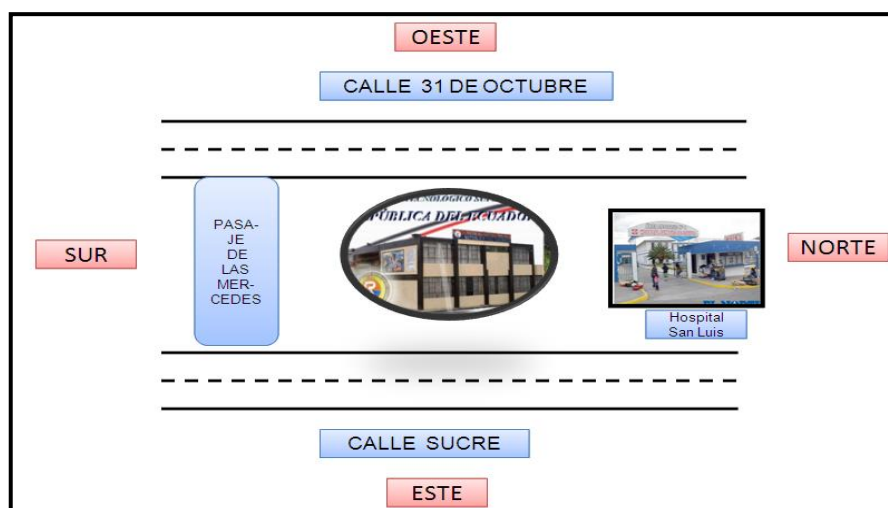 OESTE
CALLE 31 DE OCTUBRE
PASA-
JE
DE
LAS
MER-
CEDES
PÚBLICA DEL ECUADOR
SUR
NORTE
Hospital
San Luis
CALLE SUCRE
ESTE